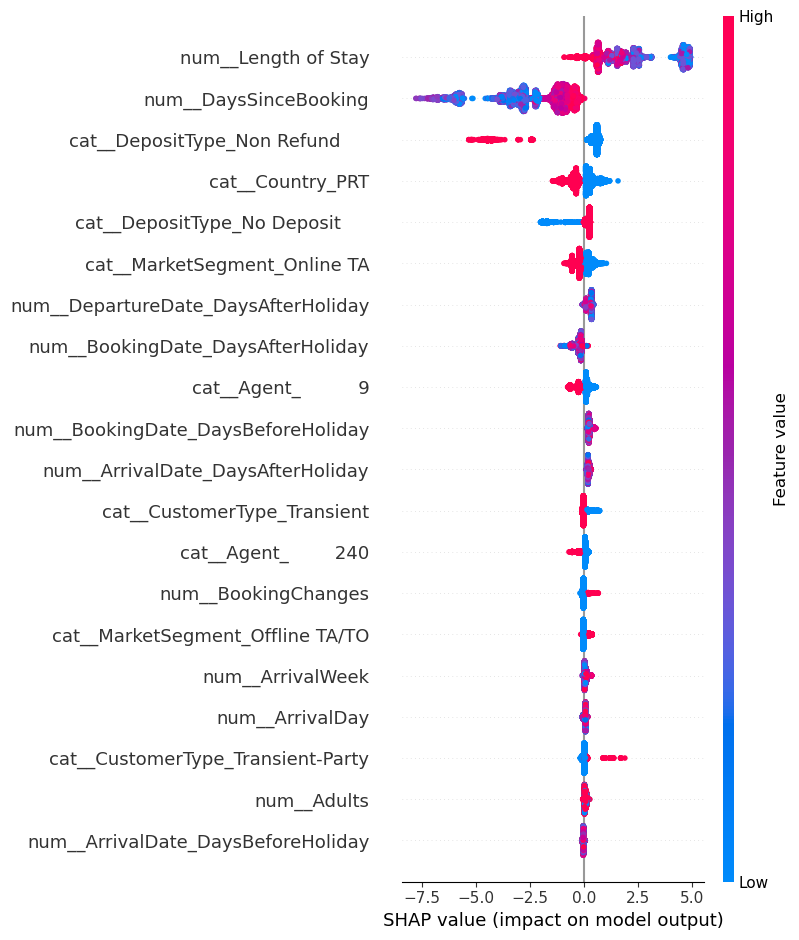 High
num__Length of Stay
num__DaysSinceBooking
cat__DepositType_Non Refund
cat__Country_PRT
cat__DepositType_No Deposit
cat__MarketSegment_Online TA
num__DepartureDate_DaysAfterHoliday
num__BookingDate_DaysAfterHoliday
cat__Agent_          9
num__BookingDate_DaysBeforeHoliday
num__ArrivalDate_DaysAfterHoliday
cat__CustomerType_Transient
cat__Agent_        240
num__BookingChanges
cat__MarketSegment_Offline TA/TO
num__ArrivalWeek
num__ArrivalDay
cat__CustomerType_Transient-Party
num__Adults
num__ArrivalDate_DaysBeforeHoliday
Feature value
Low
−7.5 −5.0 −2.5 0.0 2.5 5.0
SHAP value (impact on model output)